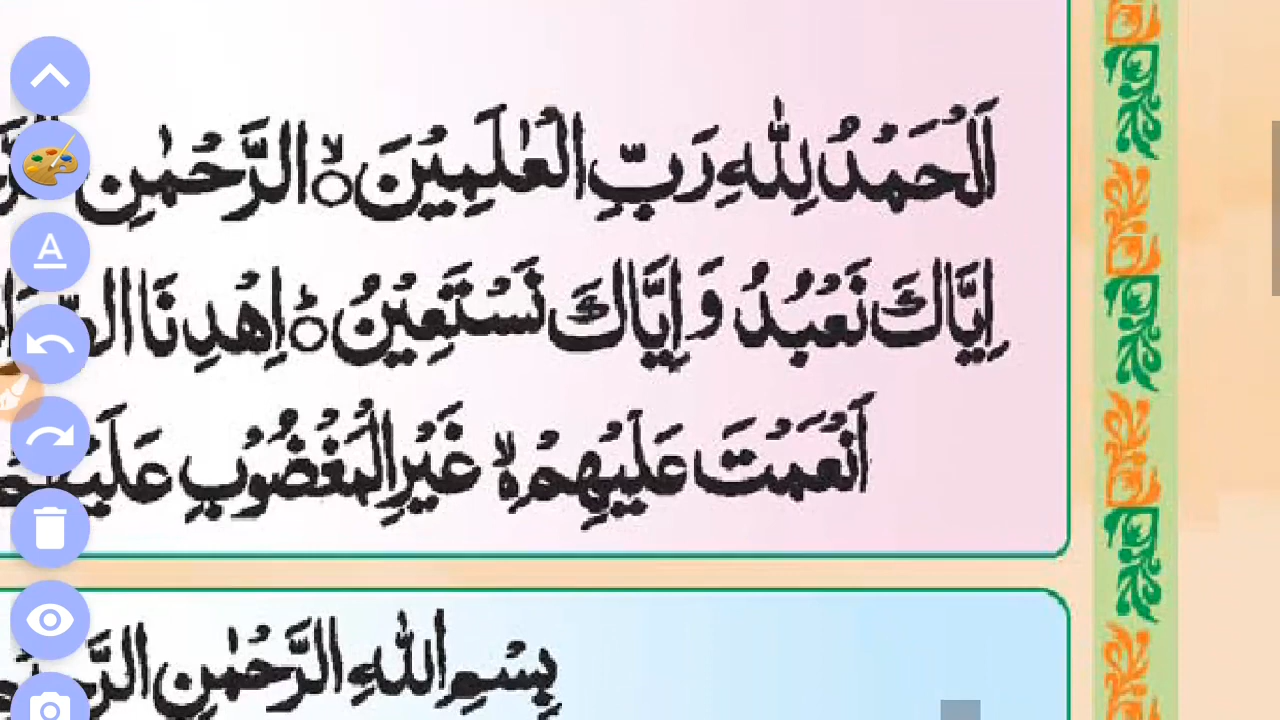 اَلْحَمْدُ لِلّٰهِ رَبِّ الْعٰلَمِيْنَ ۙ الرَّحْمٰنِ
اِيَّاكَ نَعْبُدُ وَ اِيَّاكَ نَسْتَعِيْنُ ؕ اِهْدِنَا
اَنْعَمْتَ عَلَيْهِمْ ۙ۬ غَيْرِ الْمَغْضُوْبِ عَلَيْهِمْ
بِسْمِ اللّٰهِ الرَّحْمٰنِ